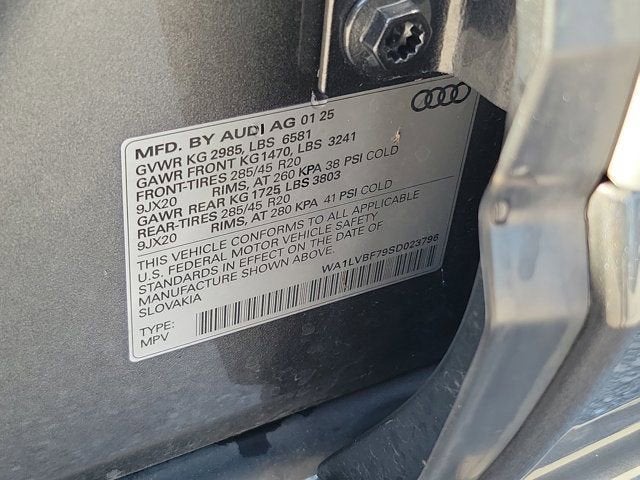 MFD. BY AUDI AG 01 25
GVWR KG 2985, LBS 6581
GAWR FRONT KG1470, LBS 3241
FRONT-TIRES 285/45 R20
9JX20 RIMS, AT 260 KPA 38 PSI COLD
GAWR REAR KG 1725 LBS 3803
REAR-TIRES 285/45 R20
9JX20 RIMS, AT 280 KPA 41 PSI COLD
THIS VEHICLE CONFORMS TO ALL APPLICABLE
U.S. FEDERAL MOTOR VEHICLE SAFETY
STANDARDS IN EFFECT ON THE DATE OF
MANUFACTURE SHOWN ABOVE.
SLOVAKIA WA1LVBF79SD023796
TYPE:
MPV